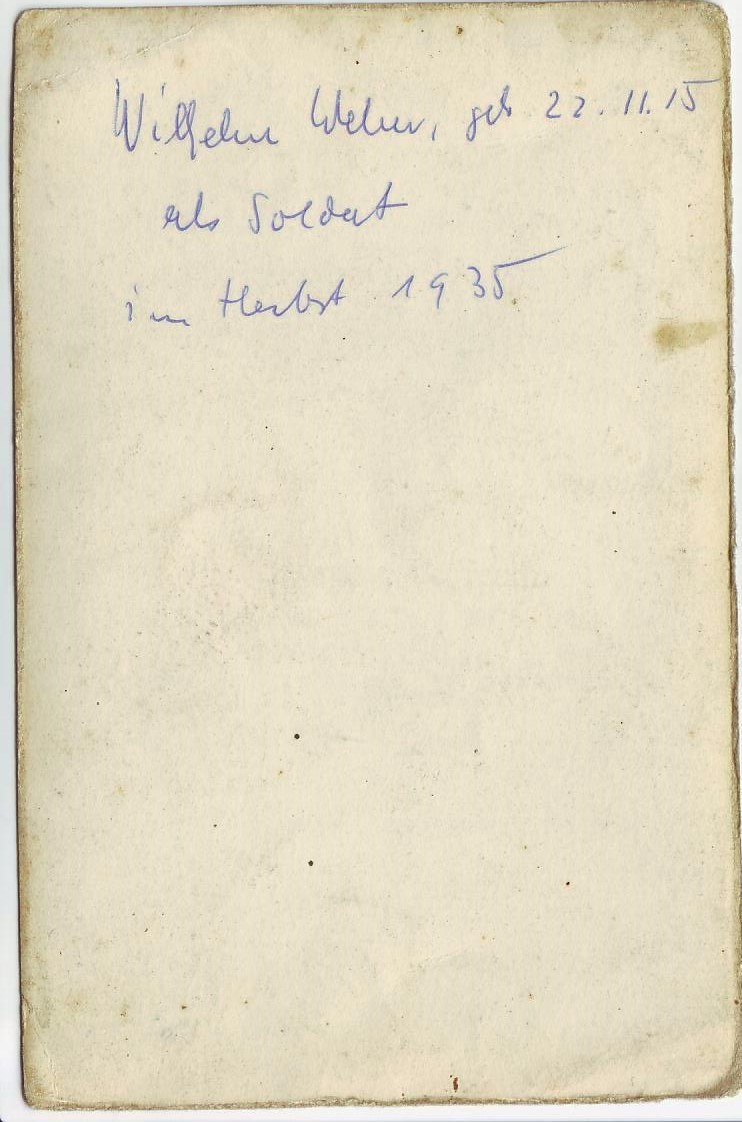 Wilhelm Weber, geb 22.11.15
als Soldat
im Herbst 1935